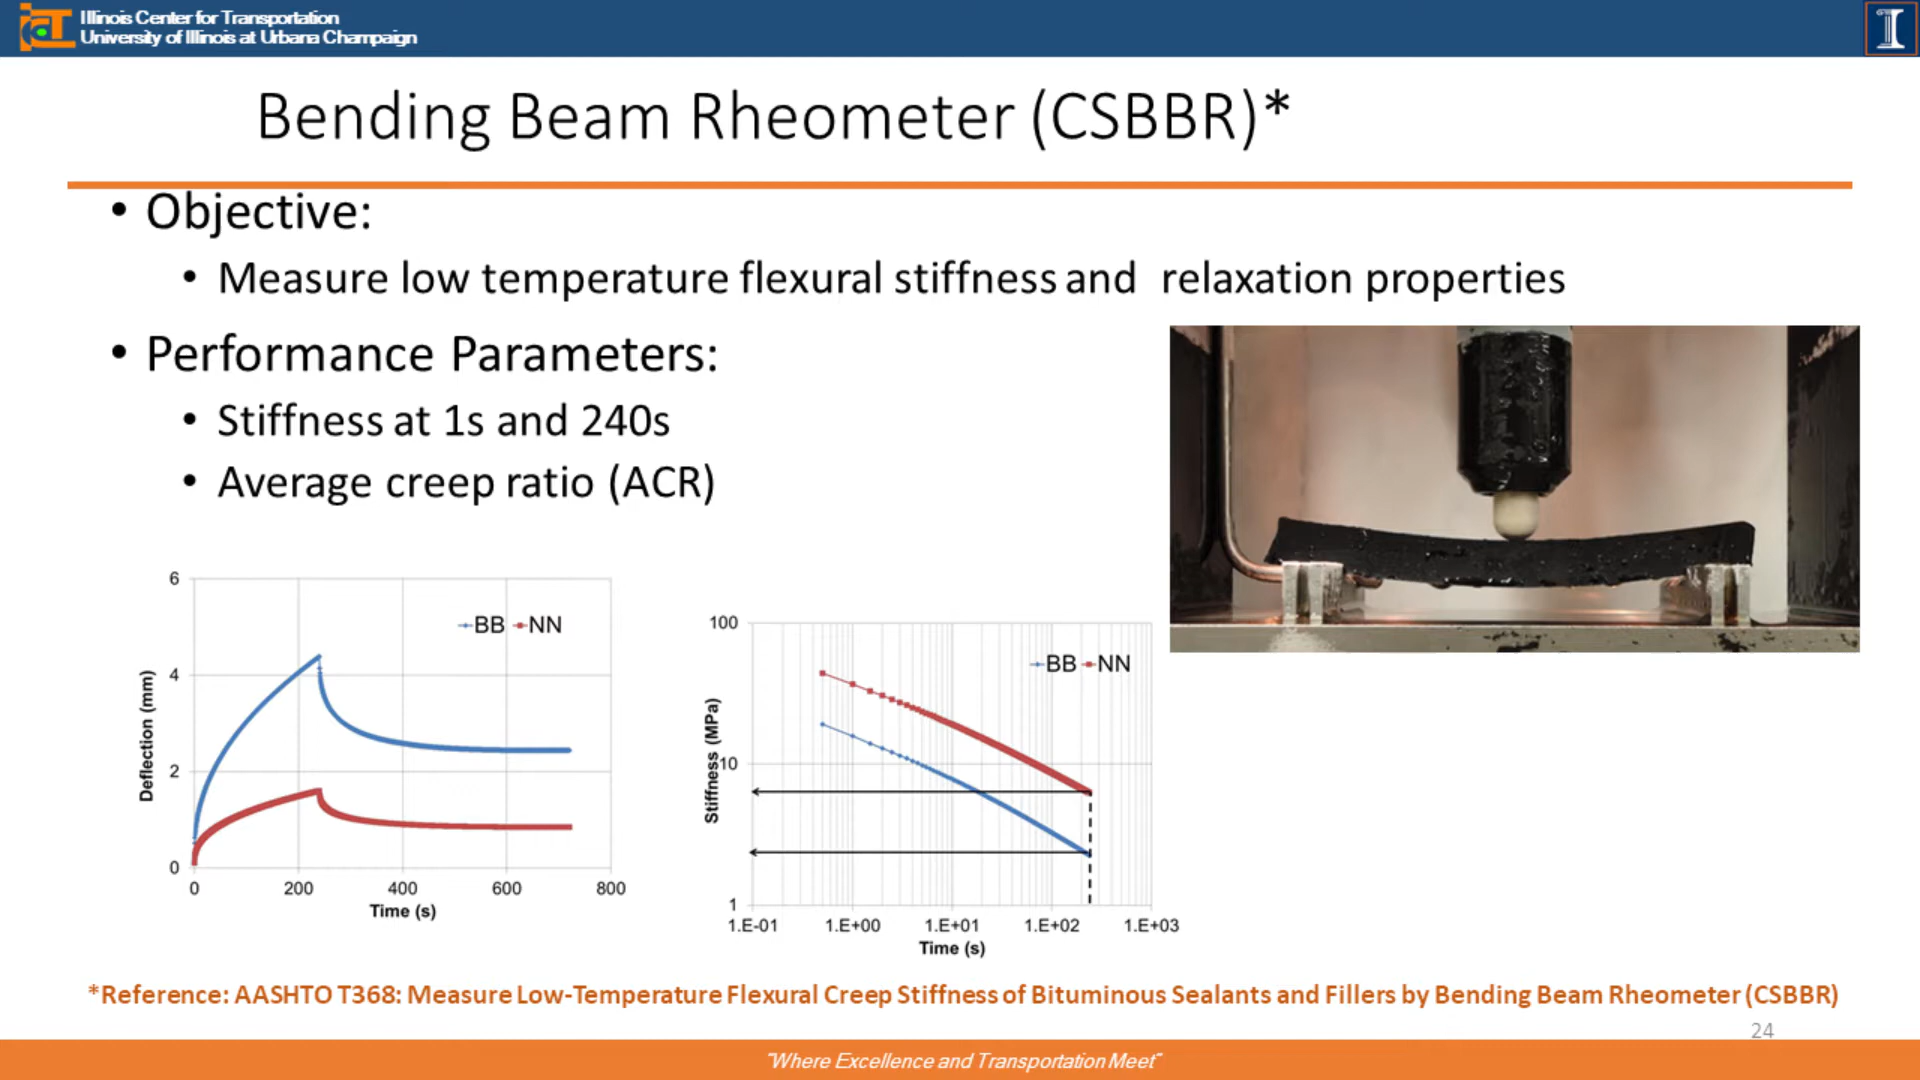 icT Illinois Center for Transportation
University of Illinois at Urbana Champaign
I
Bending Beam Rheometer (CSBBR)*
• Objective:
• Measure low temperature flexural stiffness and relaxation properties
• Performance Parameters:
• Stiffness at 1s and 240s
• Average creep ratio (ACR)
6
4
2
0
Deflection (mm)
BB NN
0 200 400 600 800
Time (s)
100
10
1
Stiffness (MPa)
BB NN
1.E-01 1.E+00 1.E+01 1.E+02 1.E+03
Time (s)
*Reference: AASHTO T368: Measure Low-Temperature Flexural Creep Stiffness of Bituminous Sealants and Fillers by Bending Beam Rheometer (CSBBR)
24
"Where Excellence and Transportation Meet"